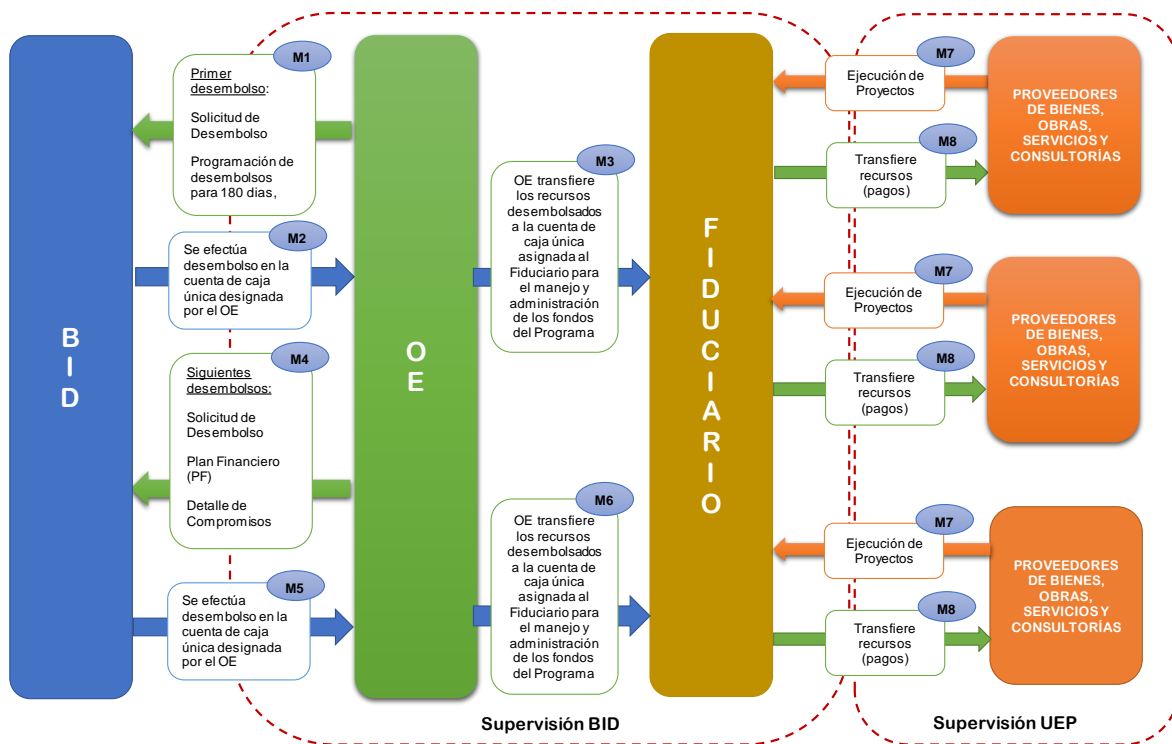 BID
M1
Primer
desembolso:
Solicitud de
Desembolso
Programación de
desembolsos
para 180 dias,
M2
Se efectúa
desembolso en la
cuenta de caja
única designada
por el OE
M4
Siguientes
desembolsos:
Solicitud de
Desembolso
Plan Financiero
(PF)
Detalle de
Compromisos
M5
Se efectúa
desembolso en la
cuenta de caja
única designada
por el OE
OE
M3
OE transfiere
los recursos
desembolsados
a la cuenta de
caja única
asignada al
Fiduciario para
el manejo y
administración
de los fondos
del Programa
M6
OE transfiere
los recursos
desembolsados
a la cuenta de
caja única
asignada al
Fiduciario para
el manejo y
administración
de los fondos
del Programa
FIDUCIARIO
M7
Ejecución de
Proyectos
M8
Transfiere
recursos
(pagos)
PROVEEDORES
DE BIENES,
OBRAS,
SERVICIOS Y
CONSULTORÍAS
M7
Ejecución de
Proyectos
M8
Transfiere
recursos
(pagos)
PROVEEDORES
DE BIENES,
OBRAS,
SERVICIOS Y
CONSULTORÍAS
M7
Ejecución de
Proyectos
M8
Transfiere
recursos
(pagos)
PROVEEDORES
DE BIENES,
OBRAS,
SERVICIOS Y
CONSULTORÍAS
Supervisión BID
Supervisión UEP